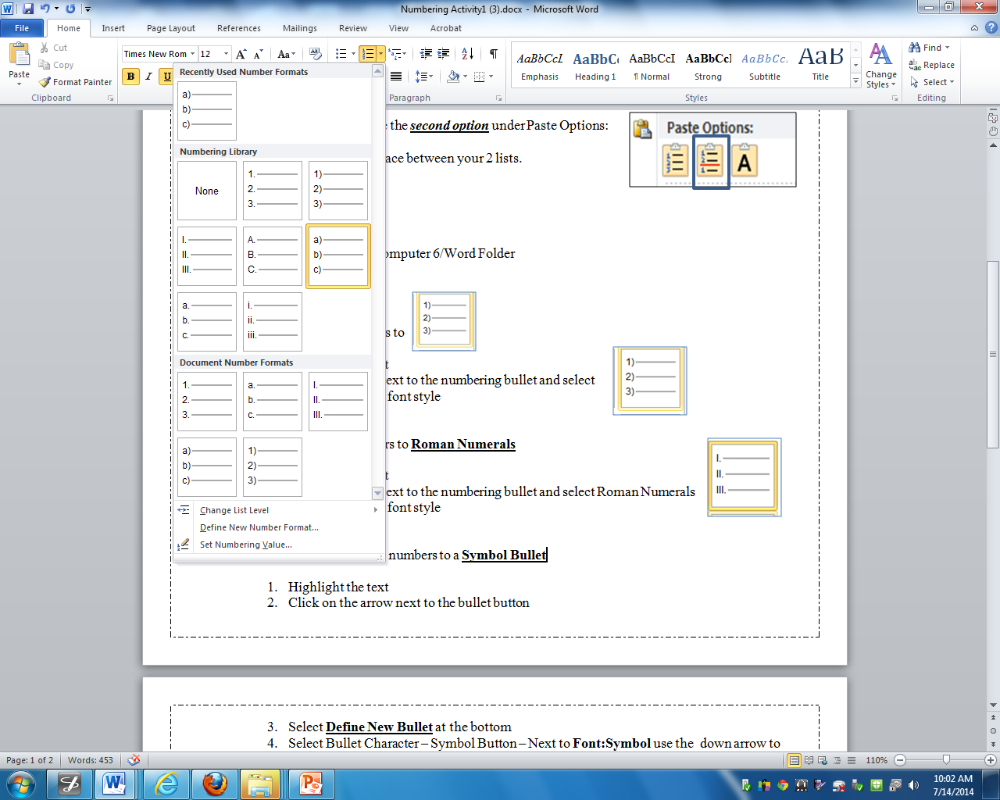 Numbering Activity1 (3).docx - Microsoft Word
File Home Insert Page Layout References Mailings Review View Acrobat
Paste
Cut
Copy
Format Painter
Clipboard
Times New Rom 12
Aa
B I U
Paragraph
AaBbCcI AaBbCc AaBbCcI AaBbCcI AaBbCc. AaB
Emphasis Heading 1 ¶ Normal Strong Subtitle Title
Change Styles
Styles
Find
Replace
Select
Editing
Recently Used Number Formats
a)
b)
c)
Numbering Library
None
1.
2.
3.
1)
2)
3)
I.
II.
III.
A.
B.
C.
a)
b)
c)
a.
b.
c.
i.
ii.
iii.
Document Number Formats
1.
2.
3.
a.
b.
c.
I.
II.
III.
a)
b)
c)
1)
2)
3)
Change List Level
Define New Number Format...
Set Numbering Value...
the second option under Paste Options:
Paste Options:
A
ace between your 2 lists.
omputer 6/Word Folder
s to
1)
2)
3)
t
ext to the numbering bullet and select
font style
1)
2)
3)
rs to Roman Numerals
t
ext to the numbering bullet and select Roman Numerals
font style
I.
II.
III.
numbers to a Symbol Bullet
1. Highlight the text
2. Click on the arrow next to the bullet button
3. Select Define New Bullet at the bottom
4. Select Bullet Character – Symbol Button – Next to Font:Symbol use the down arrow to
Page: 1 of 2 Words: 453 110%
10:02 AM
7/14/2014